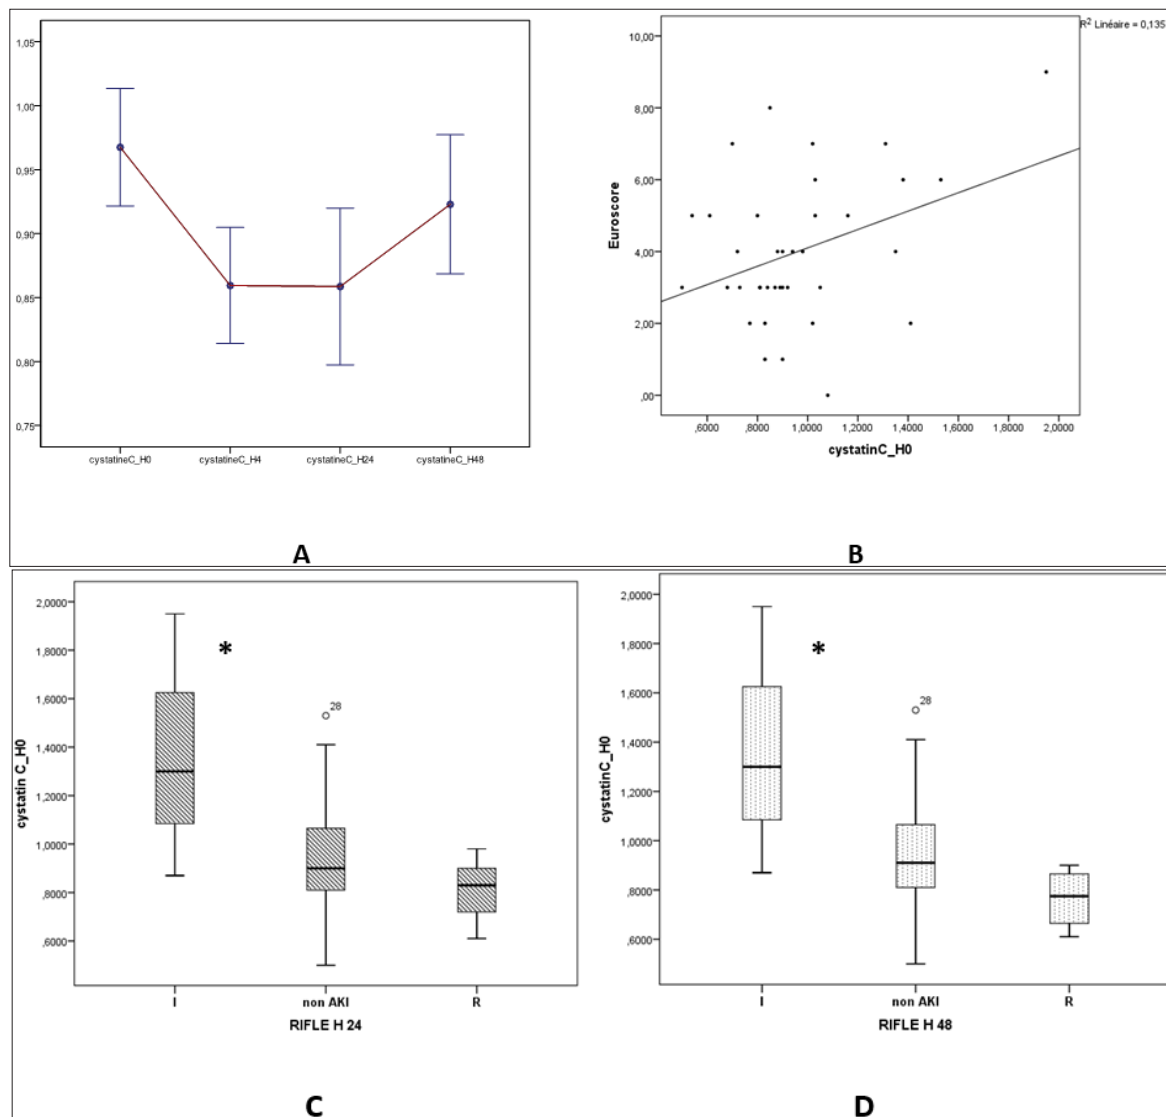 1,05
1,00
0,95
0,90
0,85
0,80
0,75
cystatineC_H0 cystatineC_H4 cystatineC_H24 cystatineC_H48
A
R² Linéaire = 0,135
10,00
8,00
6,00
4,00
2,00
,00
Euroscore
,6000 ,8000 1,0000 1,2000 1,4000 1,6000 1,8000 2,0000
cystatinC_H0
B
2,0000
1,8000
1,6000
1,4000
1,2000
1,0000
,8000
,6000
cystatin C_H0
*
28
I non AKI R
RIFLE H 24
C
2,0000
1,8000
1,6000
1,4000
1,2000
1,0000
,8000
,6000
cystatinC_H0
*
28
I non AKI R
RIFLE H 48
D